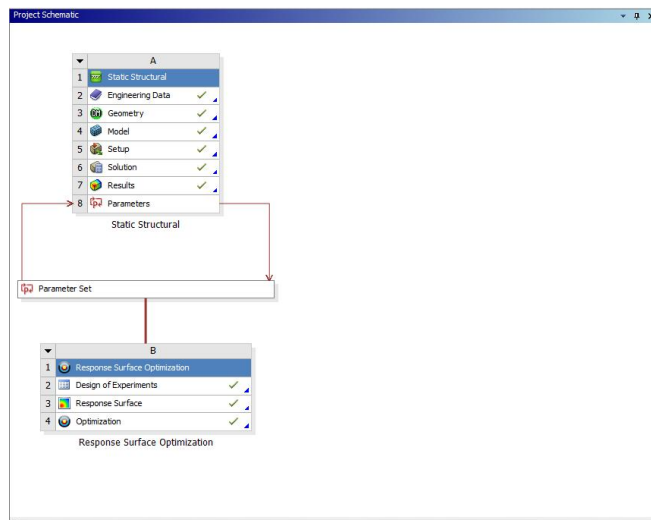 Project Schematic
A
1 Static Structural
2 Engineering Data
3 Geometry
4 Model
5 Setup
6 Solution
7 Results
8 Parameters
Static Structural
Parameter Set
B
1 Response Surface Optimization
2 Design of Experiments
3 Response Surface
4 Optimization
Response Surface Optimization